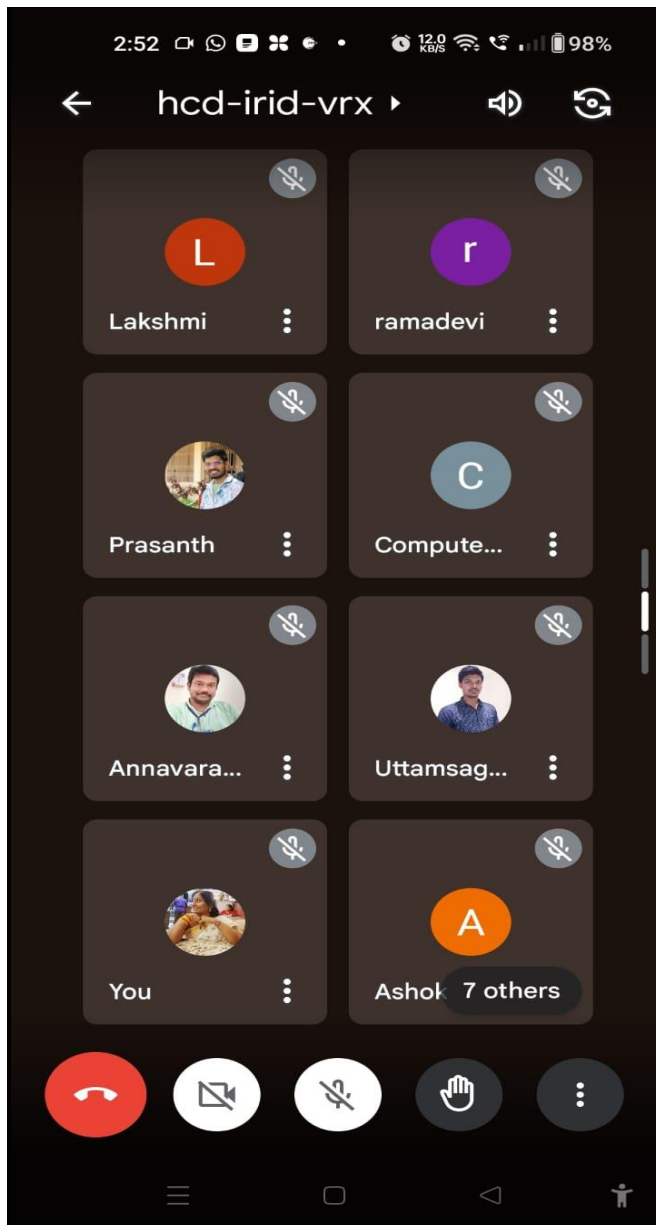 2:52 12.0 KB/S 98%
hcd-irid-vrx
L r
Lakshmi ramadevi
C
Prasanth Compute...
Annavara... Uttamsag...
A
You Ashok 7 others